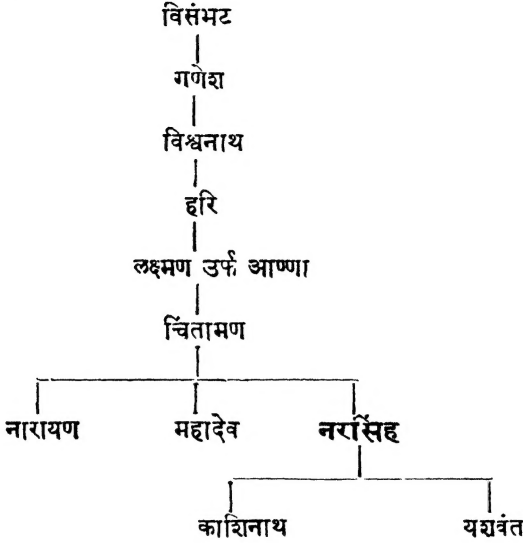 विसंभट
गणेश
विश्वनाथ
हरि
लक्ष्मण उर्फ आण्णा
चिंतामण
नारायण महादेव नरसिंह
काशिनाथ यशवंत